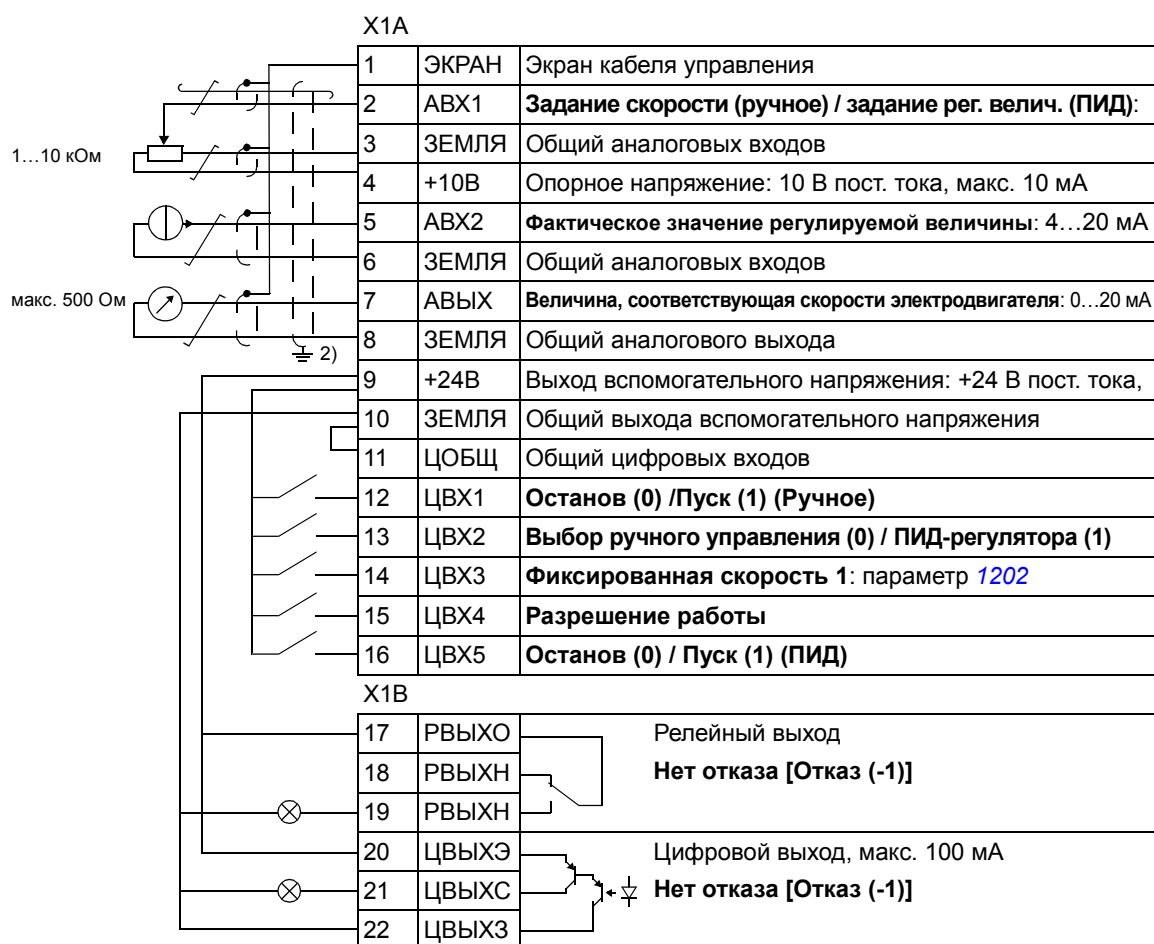 X1A
1 ЭКРАН Экран кабеля управления
2 АВХ1 Задание скорости (ручное) / задание рег. велич. (ПИД):
3 ЗЕМЛЯ Общий аналоговых входов
1…10 кОм
4 +10В Опорное напряжение: 10 В пост. тока, макс. 10 мА
5 АВХ2 Фактическое значение регулируемой величины: 4…20 мА
6 ЗЕМЛЯ Общий аналоговых входов
макс. 500 Ом
7 АВЫХ Величина, соответствующая скорости электродвигателя: 0…20 мА
8 ЗЕМЛЯ Общий аналогового выхода
2)
9 +24В Выход вспомогательного напряжения: +24 В пост. тока,
10 ЗЕМЛЯ Общий выхода вспомогательного напряжения
11 ЦОБЩ Общий цифровых входов
12 ЦВХ1 Останов (0) /Пуск (1) (Ручное)
13 ЦВХ2 Выбор ручного управления (0) / ПИД-регулятора (1)
14 ЦВХ3 Фиксированная скорость 1: параметр 1202
15 ЦВХ4 Разрешение работы
16 ЦВХ5 Останов (0) / Пуск (1) (ПИД)
X1B
17 РВЫХО Релейный выход
18 РВЫХН Нет отказа [Отказ (-1)]
19 РВЫХН
20 ЦВЫХЭ Цифровой выход, макс. 100 мА
21 ЦВЫХС Нет отказа [Отказ (-1)]
22 ЦВЫХЗ